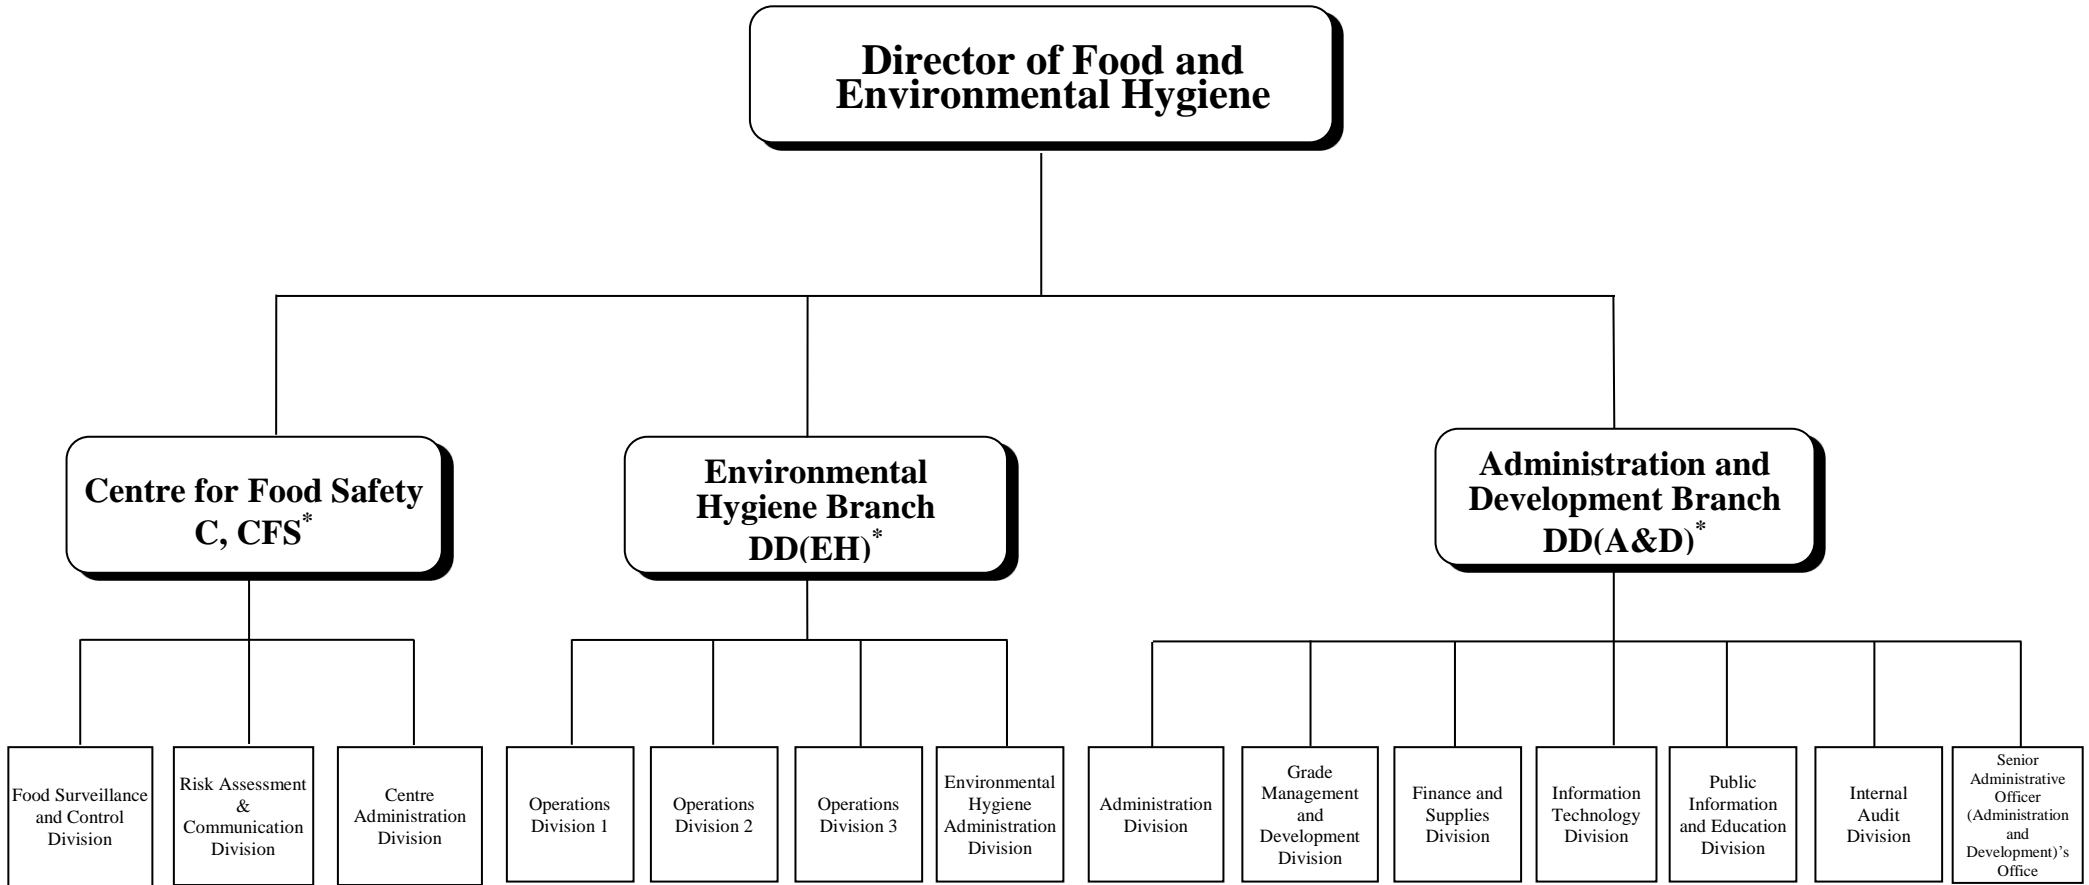 Director of Food and
Environmental Hygiene
Centre for Food Safety
C, CFS*
Environmental
Hygiene Branch
DD(EH)*
Administration and
Development Branch
DD(A&D)*
Food Surveillance
and Control
Division
Risk Assessment
&
Communication
Division
Centre
Administration
Division
Operations
Division 1
Operations
Division 2
Operations
Division 3
Environmental
Hygiene
Administration
Division
Administration
Division
Grade
Management
and
Development
Division
Finance and
Supplies
Division
Information
Technology
Division
Public
Information
and Education
Division
Internal
Audit
Division
Senior
Administrative
Officer
(Administration
and
Development)'s
Office